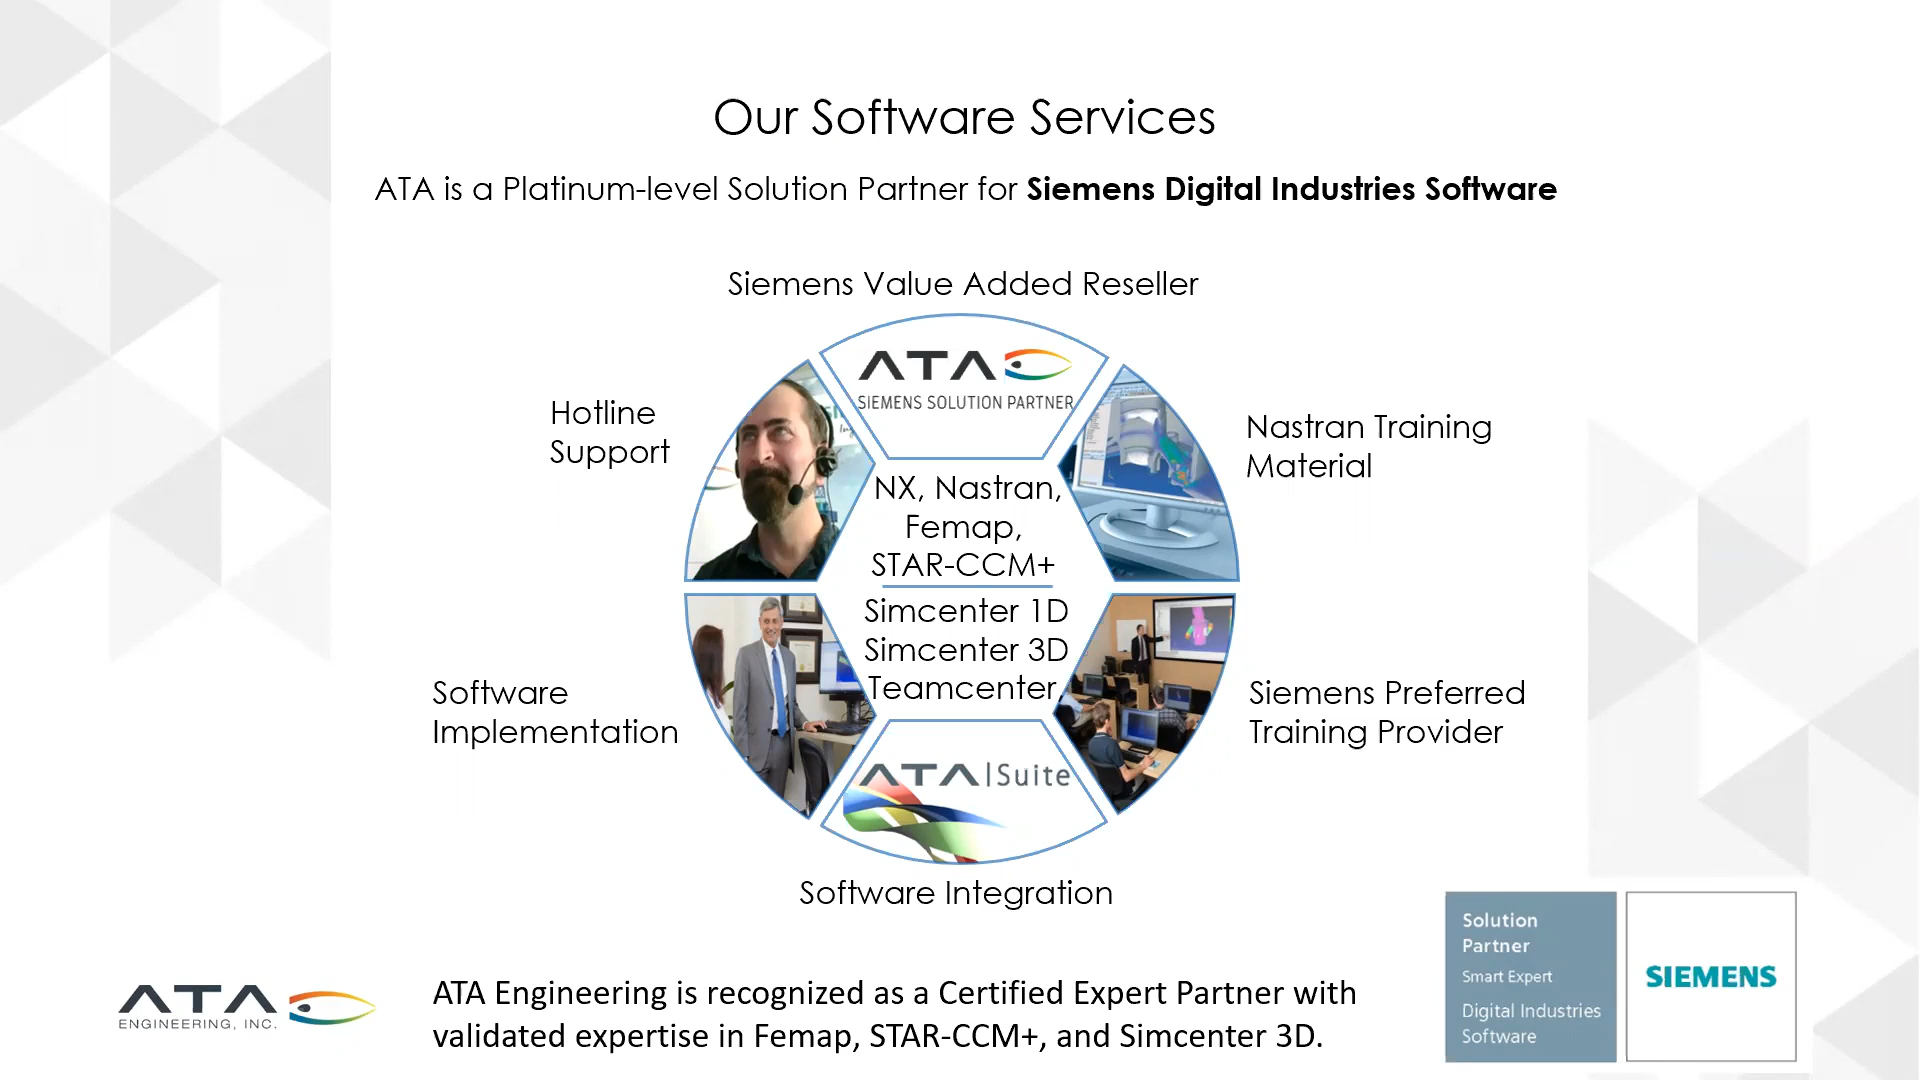 Our Software Services
ATA is a Platinum-level Solution Partner for Siemens Digital Industries Software
Siemens Value Added Reseller
ATA
SIEMENS SOLUTION PARTNER
Hotline
Support
Nastran Training
Material
NX, Nastran,
Femap,
STAR-CCM+
Simcenter 1D
Simcenter 3D
Teamcenter,
Software
Implementation
Siemens Preferred
Training Provider
ATA|Suite
Software Integration
ATA
ENGINEERING, INC.
ATA Engineering is recognized as a Certified Expert Partner with
validated expertise in Femap, STAR-CCM+, and Simcenter 3D.
Solution
Partner
Smart Expert
Digital Industries
Software
SIEMENS